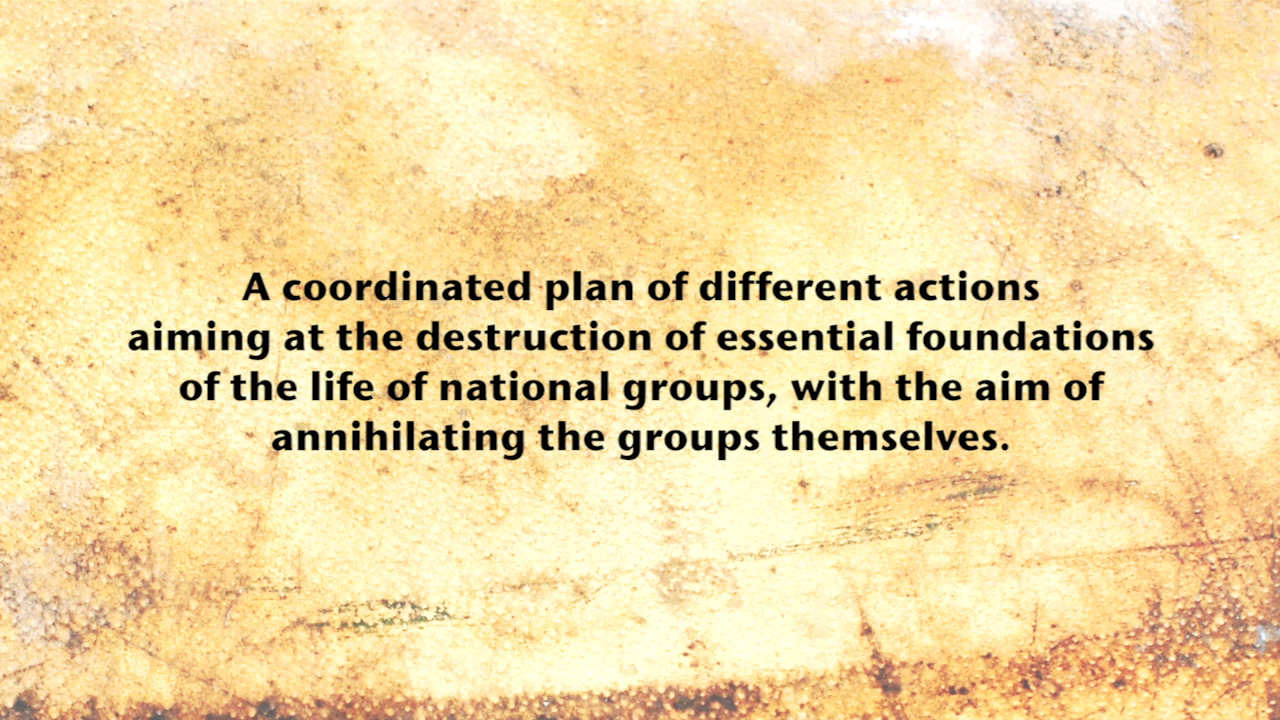 A coordinated plan of different actions
aiming at the destruction of essential foundations
of the life of national groups, with the aim of
annihilating the groups themselves.